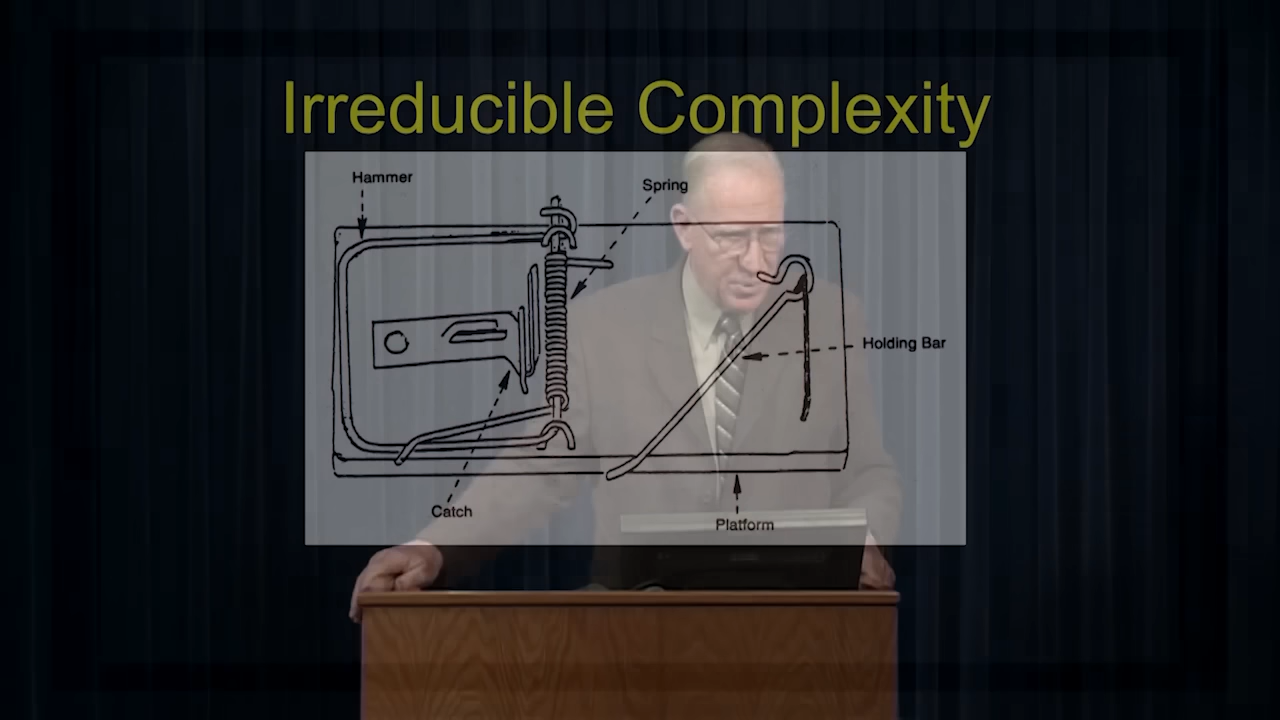 Irreducible Complexity
Hammer
Spring
Holding Bar
Catch
Platform